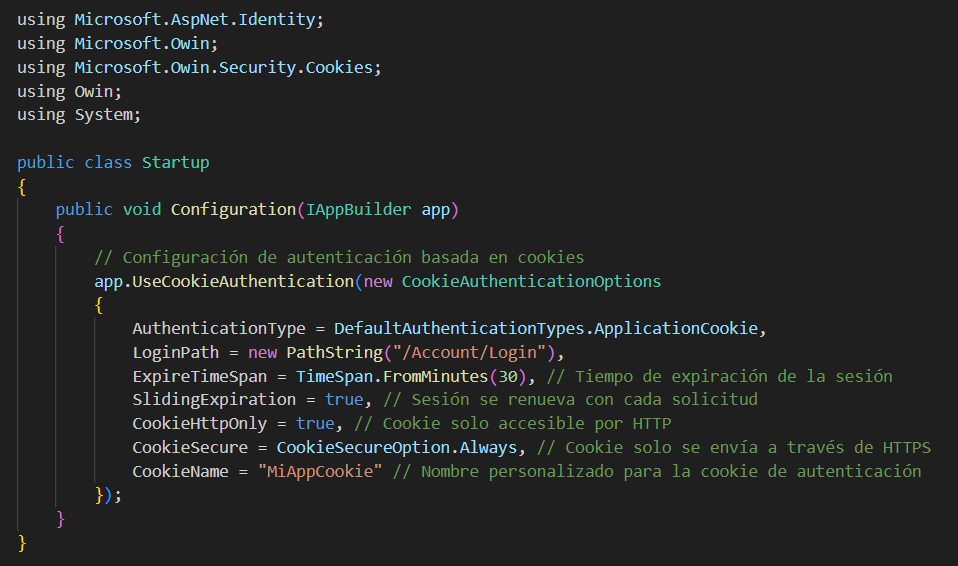 using Microsoft.AspNet.Identity;
using Microsoft.Owin;
using Microsoft.Owin.Security.Cookies;
using Owin;
using System;

public class Startup
{
    public void Configuration(IAppBuilder app)
    {
        // Configuración de autenticación basada en cookies
        app.UseCookieAuthentication(new CookieAuthenticationOptions
        {
            AuthenticationType = DefaultAuthenticationTypes.ApplicationCookie,
            LoginPath = new PathString("/Account/Login"),
            ExpireTimeSpan = TimeSpan.FromMinutes(30), // Tiempo de expiración de la sesión
            SlidingExpiration = true, // Sesión se renueva con cada solicitud
            CookieHttpOnly = true, // Cookie solo accesible por HTTP
            CookieSecure = CookieSecureOption.Always, // Cookie solo se envía a través de HTTPS
            CookieName = "MiAppCookie" // Nombre personalizado para la cookie de autenticación
        });
    }
}